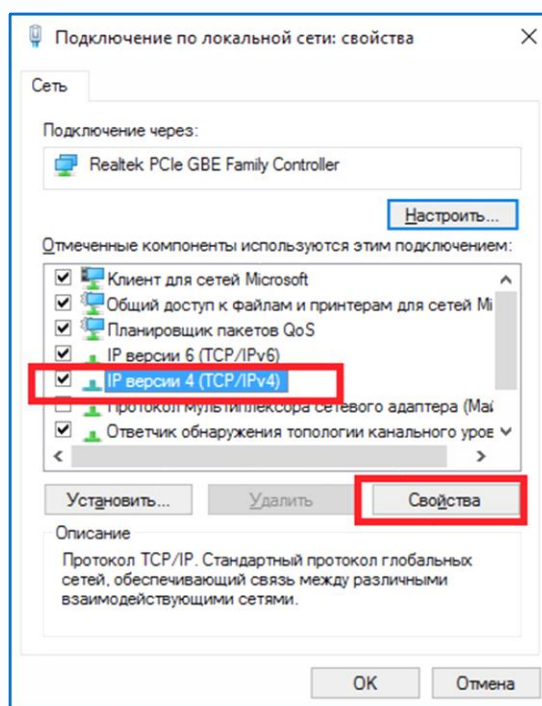 Подключение по локальной сети: свойства
Сеть
Подключение через:
Realtek PCIe GBE Family Controller
Настроить...
Отмеченные компоненты используются этим подключением:
Клиент для сетей Microsoft
Общий доступ к файлам и принтерам для сетей Mi
Планировщик пакетов QoS
IP версии 6 (TCP/IPv6)
IP версии 4 (TCP/IPv4)
Протокол мультиплексора сетевого адаптера (Май
Ответчик обнаружения топологии канального уров
Установить...
Удалить
Свойства
Описание
Протокол TCP/IP. Стандартный протокол глобальных
сетей, обеспечивающий связь между различными
взаимодействующими сетями.
OK
Отмена